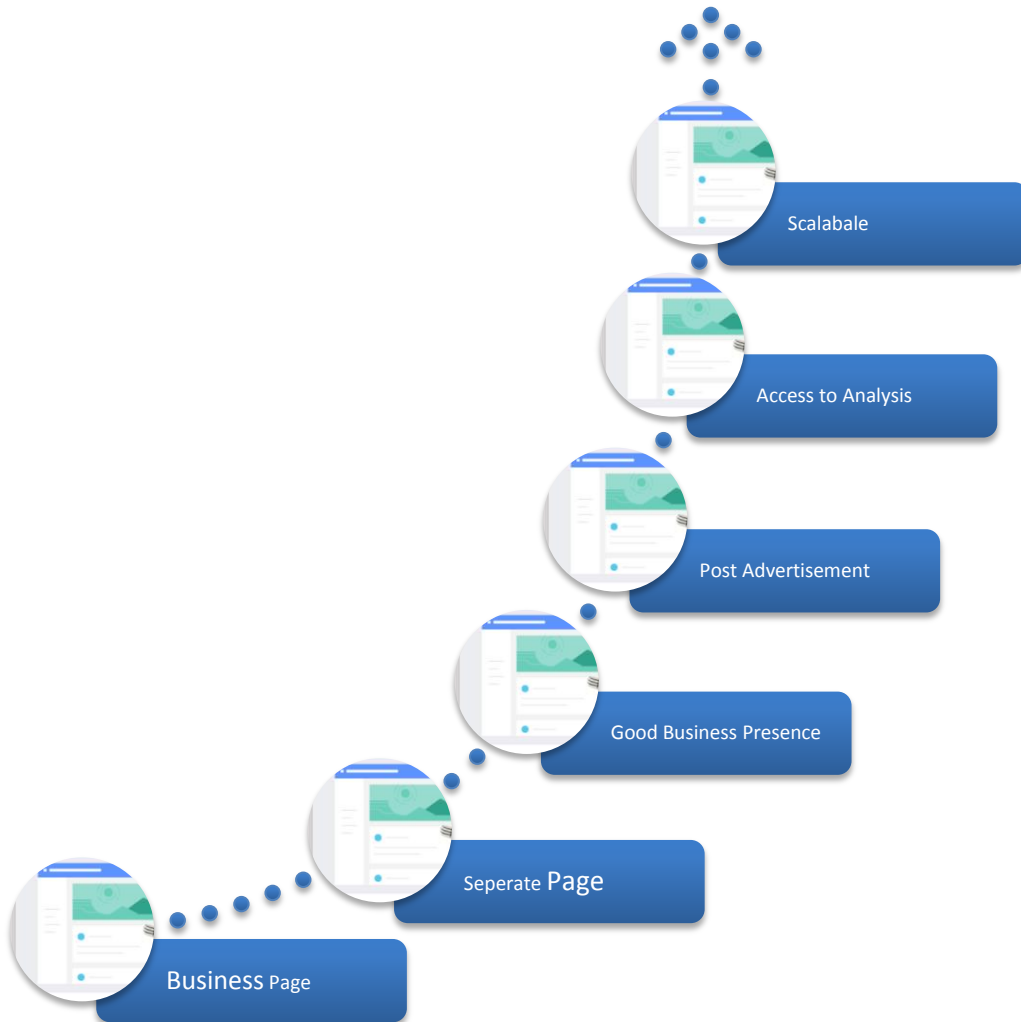 Scalabale
Access to Analysis
Post Advertisement
Good Business Presence
Seperate Page
Business Page